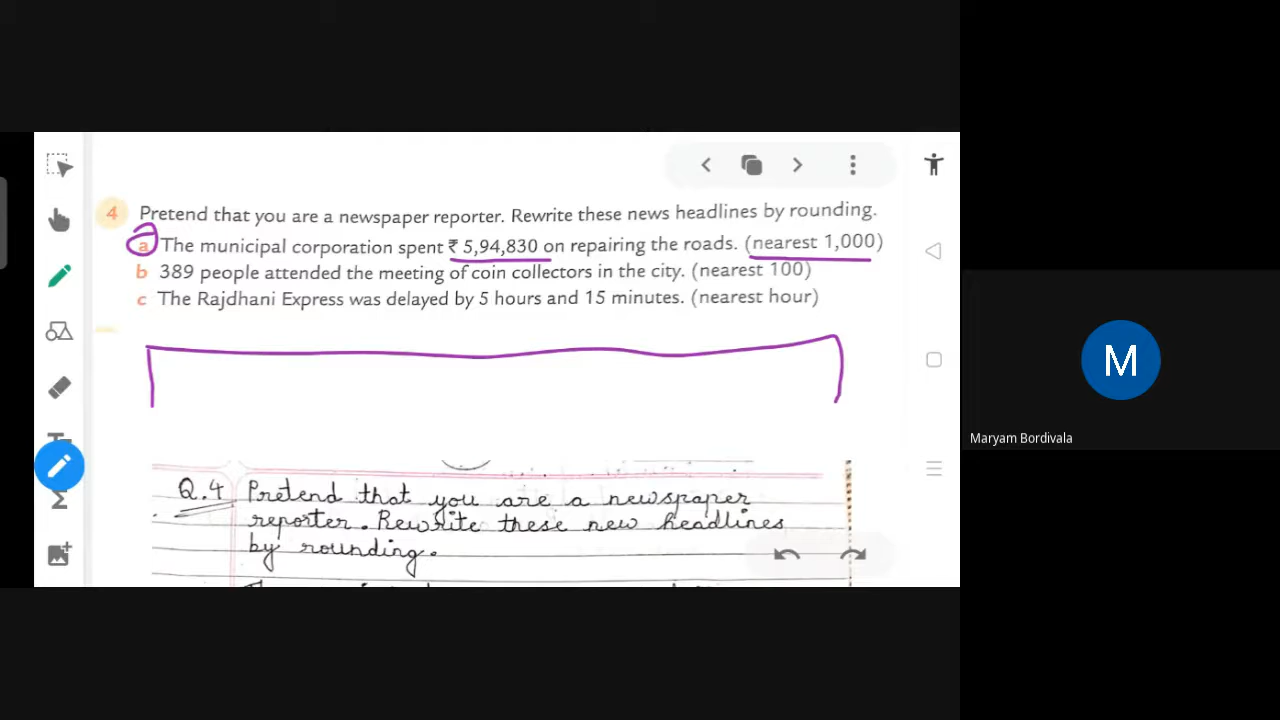 4 Pretend that you are a newspaper reporter. Rewrite these news headlines by rounding.
a The municipal corporation spent ₹ 5,94,830 on repairing the roads. (nearest 1,000)
b 389 people attended the meeting of coin collectors in the city. (nearest 100)
c The Rajdhani Express was delayed by 5 hours and 15 minutes. (nearest hour)
Q.4 Pretend that you are a newspaper
reporter. Rewrite these new headlines
by rounding.
M
Maryam Bordivala